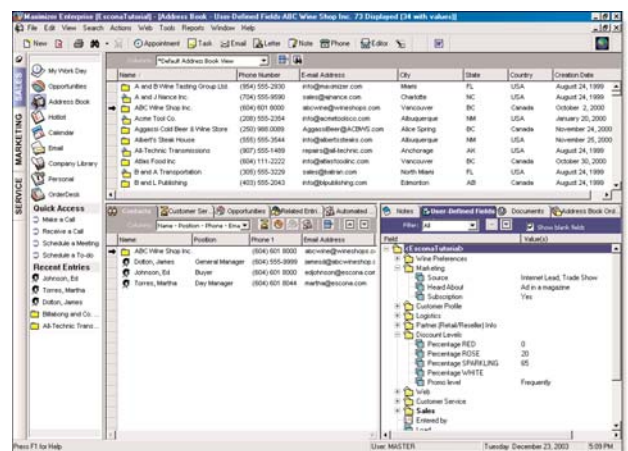 Maximizer Enterprise [EsconaTutorial] - [Address Book - User-Defined Fields-ABC Wine Shop Inc. 73 Displayed (34 with values)]
File Edit View Search Actions Web Tools Reports Window Help
New Appointment Task Email Letter Note Phone Editor
SALES
MARKETING
SERVICE
My Work Day
Opportunities
Address Book
Hotlist
Calendar
Email
Company Library
Personal
OrderDesk
Quick Access
Make a Call
Receive a Call
Schedule a Meeting
Schedule a To-do
Recent Entries
Johnson, Ed
Torres, Martha
Dotton, James
Billabong and Co. ...
All-Technic Trans...
Columns: *Default Address Book View
Name Phone Number E-mail Address City State Country Creation Date
A and B Wine Tasting Group Ltd (954) 555-2930 info@maximizer.com Miami FL USA August 24, 1999
A and J Nance Inc. (704) 555-9590 sales@ajnance.com Charlotte NC USA August 24, 1999
ABC Wine Shop Inc. (604) 601 8000 abcwine@wineshops.com Vancouver BC Canada October 2, 2000
Acme Tool Co. (208) 555-2354 info@acmetoolsco.com Albuquerque NM USA January 20, 2000
Aggassi Cold Beer & Wine Store (250) 988.0089 AgassiBeer@ACBWS.com Alice Spring BC Canada November 24, 2000
Albert's Steak House (555) 555-3544 info@albertssteaks.com Albuquerque NM USA November 25, 2000
All-Technic Transmissions (907) 555-1489 repairs@all-technic.com Anchorage AK USA August 24, 1999
Atlas Food Inc (604) 111-2222 info@atlasfoodinc.com Vancouver BC Canada October 30, 2000
B and A Transportation (305) 555-3229 sales@batran.com North Miami FL USA August 24, 1999
B and L Publishing (403) 555-2043 info@blpublishing.com Edmonton AB Canada August 24, 1999
Contacts Customer Ser... Opportunities Related Entri... Automated ...
Columns: Name - Position - Phone - Ema
Name Position Phone 1 Email Address
ABC Wine Shop Inc. (604) 601 8000 abcwine@wineshop.c
Dotton, James General Manager (604) 555-9999 jamesd@abcwineshop.c
Johnson, Ed Buyer (604) 601 8000 edjohnson@escona.com
Torres, Martha Day Manager (604) 601 8044 martha@escona.com
Notes User-Defined Fields Documents Address Book Ord...
Filter: All Show blank fields
Field Value(s)
(EsconaTutorial)
Wine Preferences
Marketing
Source Internet Lead, Trade Show
Heard About Ad in a magazine
Subscription Yes
Customer Profile
Logistics
Partner (Retail/Reseller) Info
Discount Levels
Percentage RED 0
Percentage ROSE 20
Percentage SPARKLING 65
Percentage WHITE
Promo level Frequently
Web
Customer Service
Sales
Entered by
Lead
Press F1 for Help
User: MASTER Tuesday December 23, 2003 5:09 PM